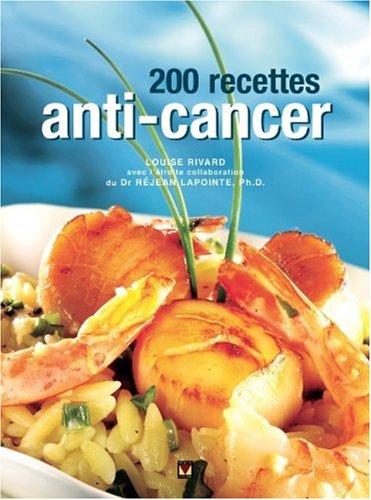 200 recettes
anti-cancer
LOUISE RIVARD
avec l'étroite collaboration
du Dr RÉJEAN LAPOINTE, Ph.D.